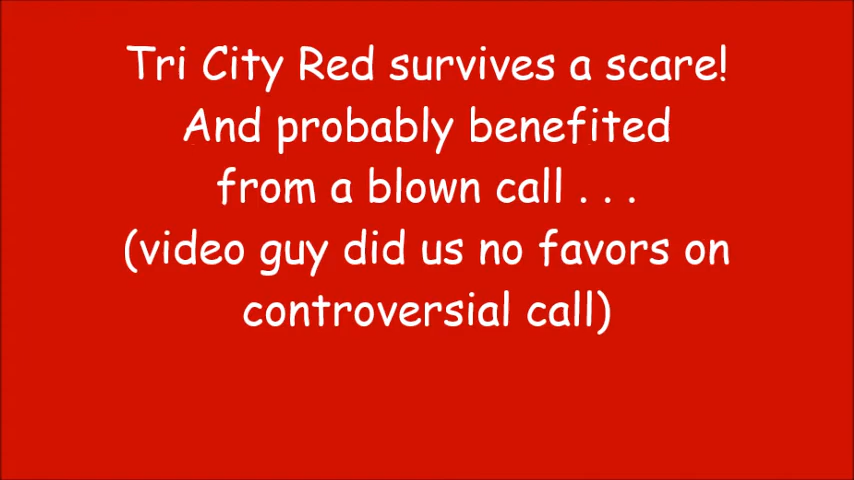 Tri City Red survives a scare!
And probably benefited
from a blown call . . .
(video guy did us no favors on
controversial call)